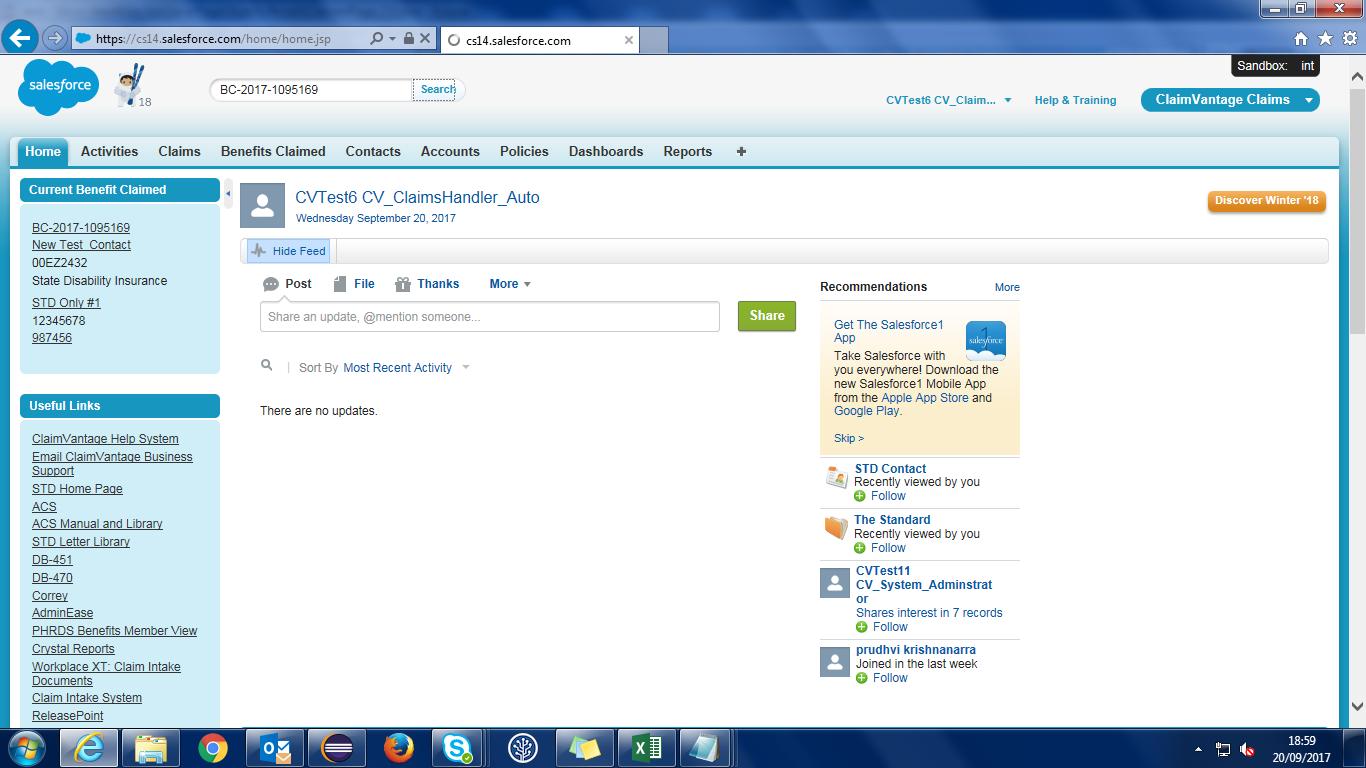 https://cs14.salesforce.com/home/home.jsp
cs14.salesforce.com
Sandbox: int
salesforce
18
BC-2017-1095169
Search
CVTest6 CV_Claim...
Help & Training
ClaimVantage Claims
Home Activities Claims Benefits Claimed Contacts Accounts Policies Dashboards Reports +
Current Benefit Claimed
BC-2017-1095169
New Test_Contact
00EZ2432
State Disability Insurance
STD Only #1
12345678
987456
Useful Links
ClaimVantage Help System
Email ClaimVantage Business
Support
STD Home Page
ACS
ACS Manual and Library
STD Letter Library
DB-451
DB-470
Correy
AdminEase
PHRDS Benefits Member View
Crystal Reports
Workplace XT: Claim Intake
Documents
Claim Intake System
ReleasePoint
CVTest6 CV_ClaimsHandler_Auto
Wednesday September 20, 2017
Discover Winter '18
Hide Feed
Post File Thanks More
Share an update, @mention someone...
Share
Sort By Most Recent Activity
There are no updates.
Recommendations More
Get The Salesforce1
App
1
salesforce
Take Salesforce with
you everywhere! Download the
new Salesforce1 Mobile App
from the Apple App Store and
Google Play.
Skip >
STD Contact
Recently viewed by you
Follow
The Standard
Recently viewed by you
Follow
CVTest11
CV_System_Adminstrat
or
Shares interest in 7 records
Follow
prudhvi krishnanarra
Joined in the last week
Follow
18:59
20/09/2017